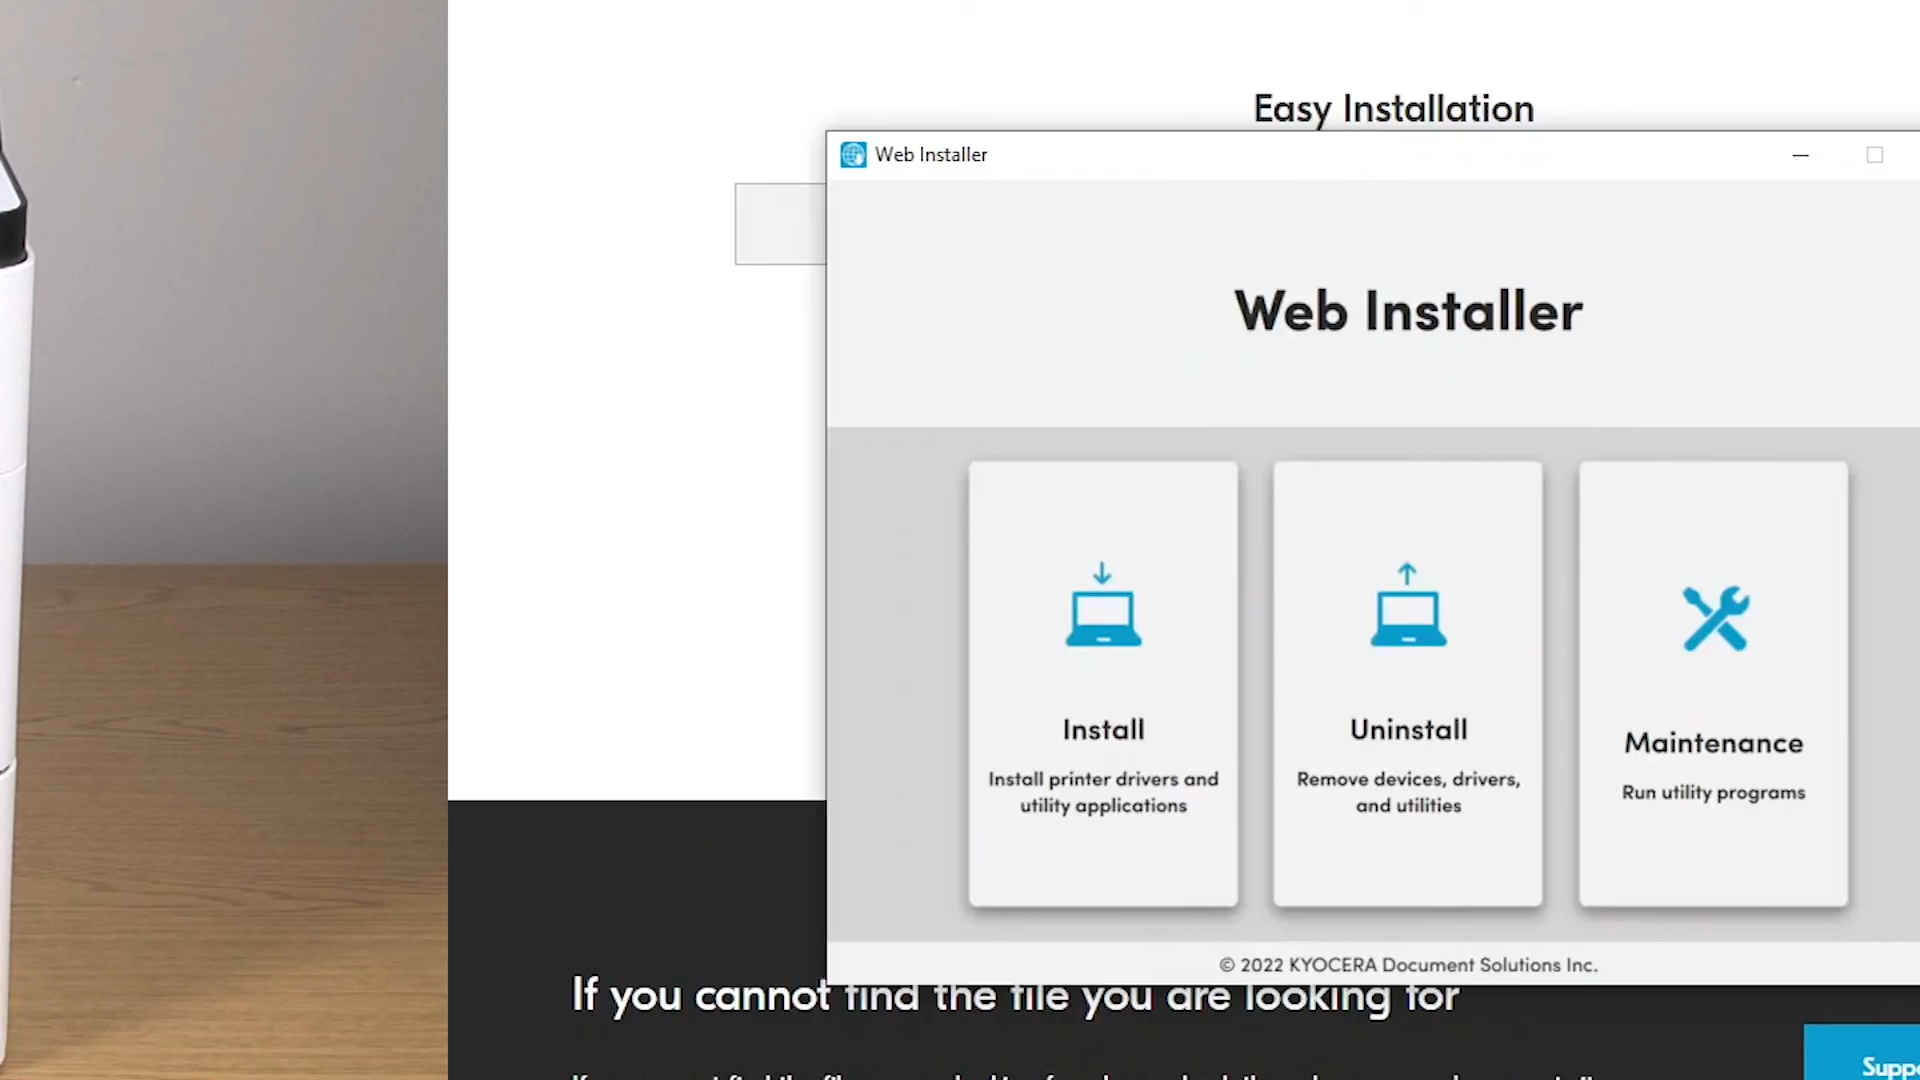 Easy Installation
Web Installer
Web Installer
Install
Install printer drivers and
utility applications
Uninstall
Remove devices, drivers,
and utilities
Maintenance
Run utility programs
© 2022 KYOCERA Document Solutions Inc.
If you cannot find the file you are looking for